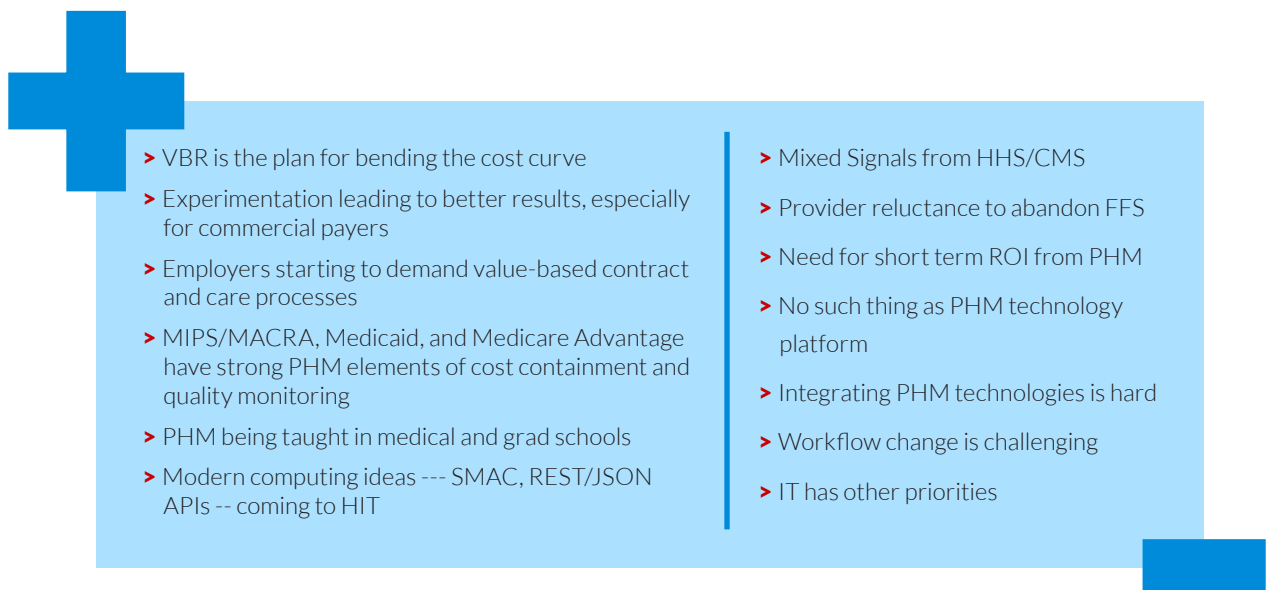 > VBR is the plan for bending the cost curve
> Experimentation leading to better results, especially
for commercial payers
> Employers starting to demand value-based contract
and care processes
> MIPS/MACRA, Medicaid, and Medicare Advantage
have strong PHM elements of cost containment and
quality monitoring
> PHM being taught in medical and grad schools
> Modern computing ideas --- SMAC, REST/JSON
APIs -- coming to HIT
> Mixed Signals from HHS/CMS
> Provider reluctance to abandon FFS
> Need for short term ROI from PHM
> No such thing as PHM technology
platform
> Integrating PHM technologies is hard
> Workflow change is challenging
> IT has other priorities